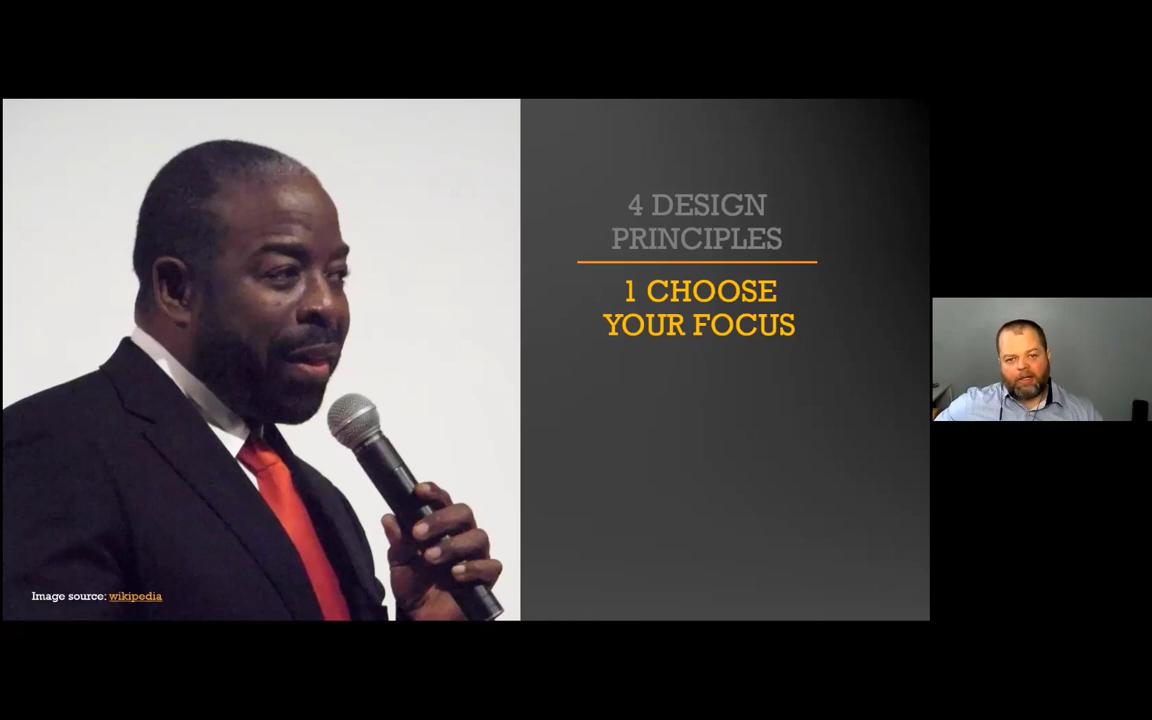 4 DESIGN
PRINCIPLES
1 CHOOSE
YOUR FOCUS
Image source: wikipedia